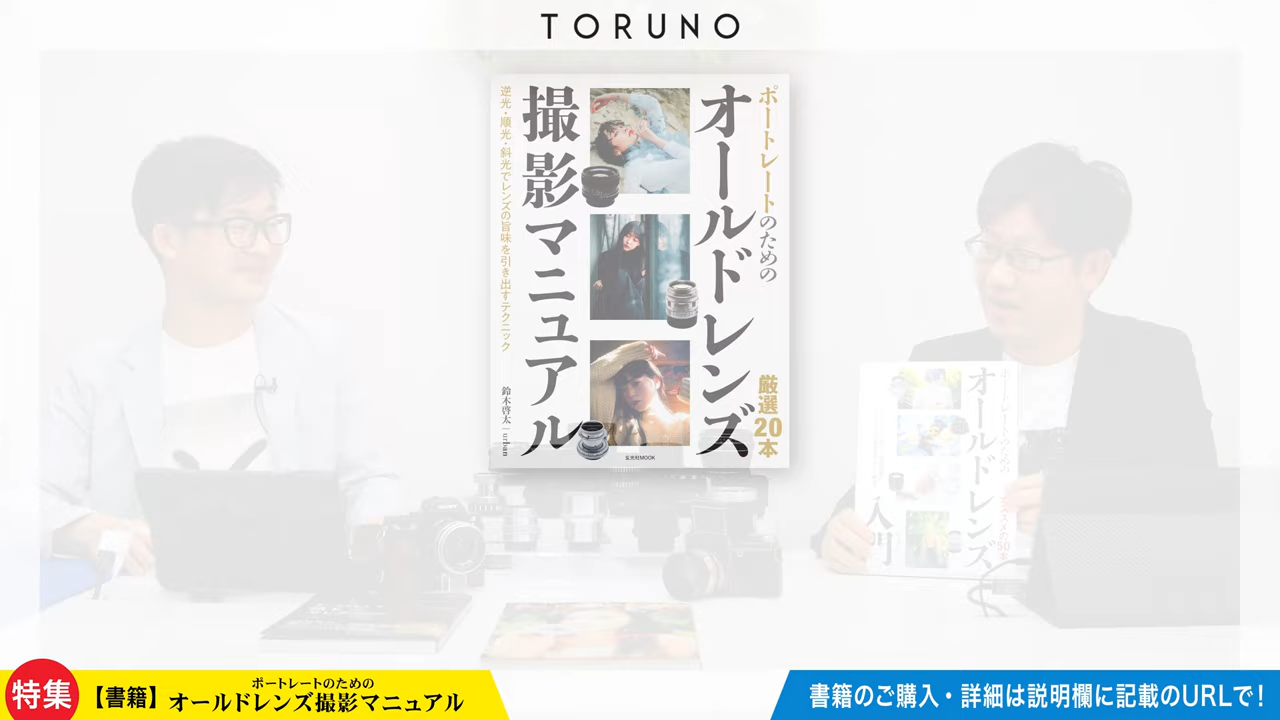 TORUNO
ポートレートのための
オールドレンズ
撮影マニュアル
厳選20本
逆光・順光・斜光でレンズの旨味を引き出すテクニック
鈴木啓太｜urban
玄光社MOOK
ポートレートのための
オールドレンズ
入門
特集
【書籍】
ポートレートのための
オールドレンズ撮影マニュアル
書籍のご購入・詳細は説明欄に記載のURLで！